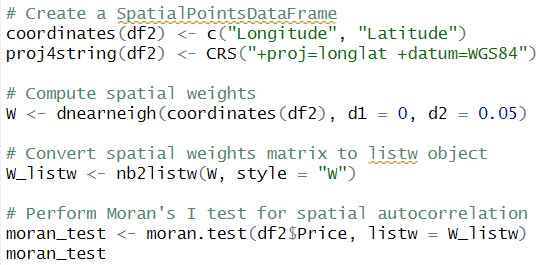 # Create a SpatialPointsDataFrame
coordinates(df2) <- c("Longitude", "Latitude")
proj4string(df2) <- CRS("+proj=longlat +datum=WGS84")
# Compute spatial weights
W <- dnearneigh(coordinates(df2), d1 = 0, d2 = 0.05)
# Convert spatial weights matrix to listw object
W_listw <- nb2listw(W, style = "W")
# Perform Moran's I test for spatial autocorrelation
moran_test <- moran.test(df2$Price, listw = W_listw)
moran_test